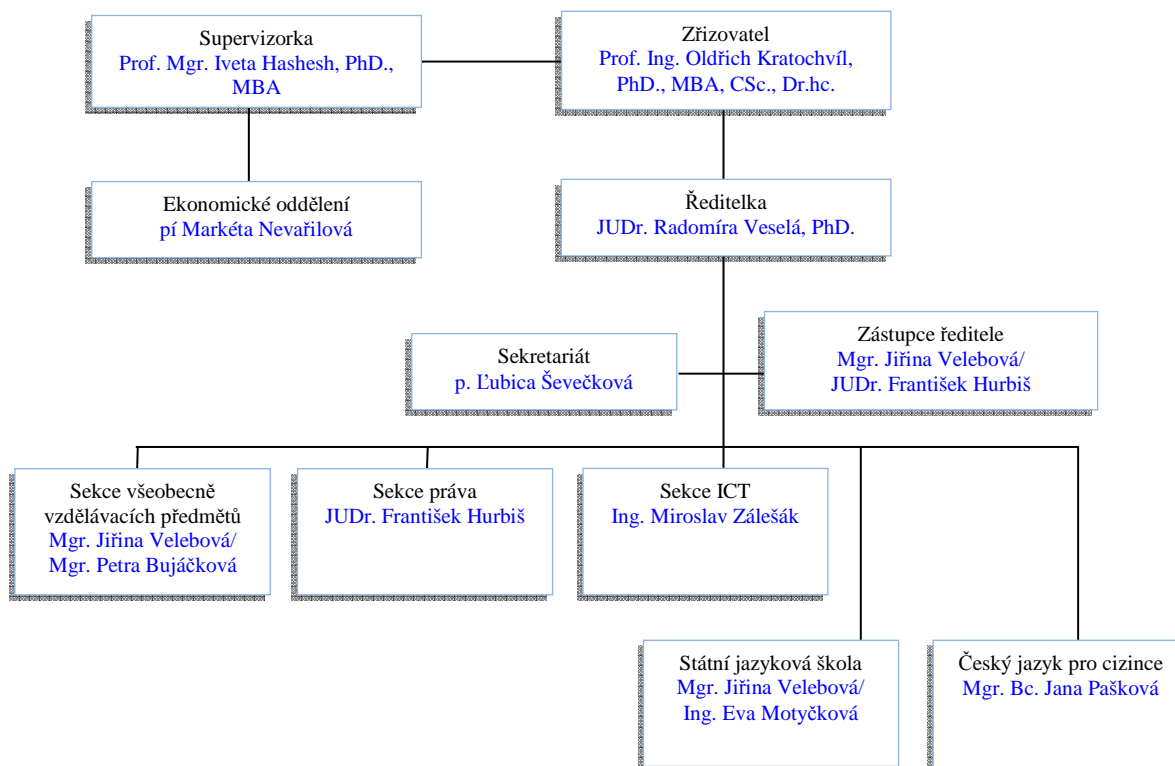 Supervizorka
Prof. Mgr. Iveta Hashesh, PhD.,
MBA
Zřizovatel
Prof. Ing. Oldřich Kratochvíl,
PhD., MBA, CSc., Dr.hc.
Ekonomické oddělení
pí Markéta Nevařilová
Ředitelka
JUDr. Radomíra Veselá, PhD.
Sekretariát
p. Ľubica Ševečková
Zástupce ředitele
Mgr. Jiřina Velebová/
JUDr. František Hurbiš
Sekce všeobecně
vzdělávacích předmětů
Mgr. Jiřina Velebová/
Mgr. Petra Bujáčková
Sekce práva
JUDr. František Hurbiš
Sekce ICT
Ing. Miroslav Zálešák
Státní jazyková škola
Mgr. Jiřina Velebová/
Ing. Eva Motyčková
Český jazyk pro cizince
Mgr. Bc. Jana Pašková